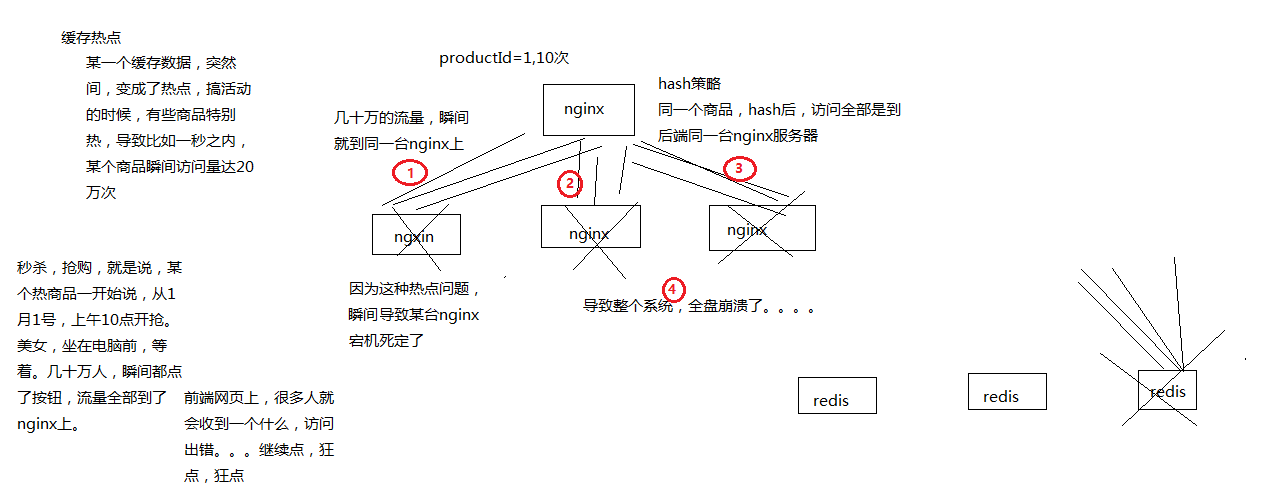 缓存热点
某一个缓存数据，突然
间，变成了热点，搞活动
的时候，有些商品特别
热，导致比如一秒之内，
某个商品瞬间访问量达20
万次
productId=1,10次
nginx
hash策略
同一个商品，hash后，访问全部是到
后端同一台nginx服务器
几十万的流量，瞬间
就到同一台nginx上
1
2
3
ngxin
nginx
nginx
因为这种热点问题，
瞬间导致某台nginx
宕机死定了
4
导致整个系统，全盘崩溃了。。。。
秒杀，抢购，就是说，某
个热商品一开始说，从1
月1号，上午10点开抢。
美女，坐在电脑前，等
着。几十万人，瞬间都点
了按钮，流量全部到了
nginx上。
前端网页上，很多人就
会收到一个什么，访问
出错。。。继续点，狂
点，狂点
redis
redis
redis